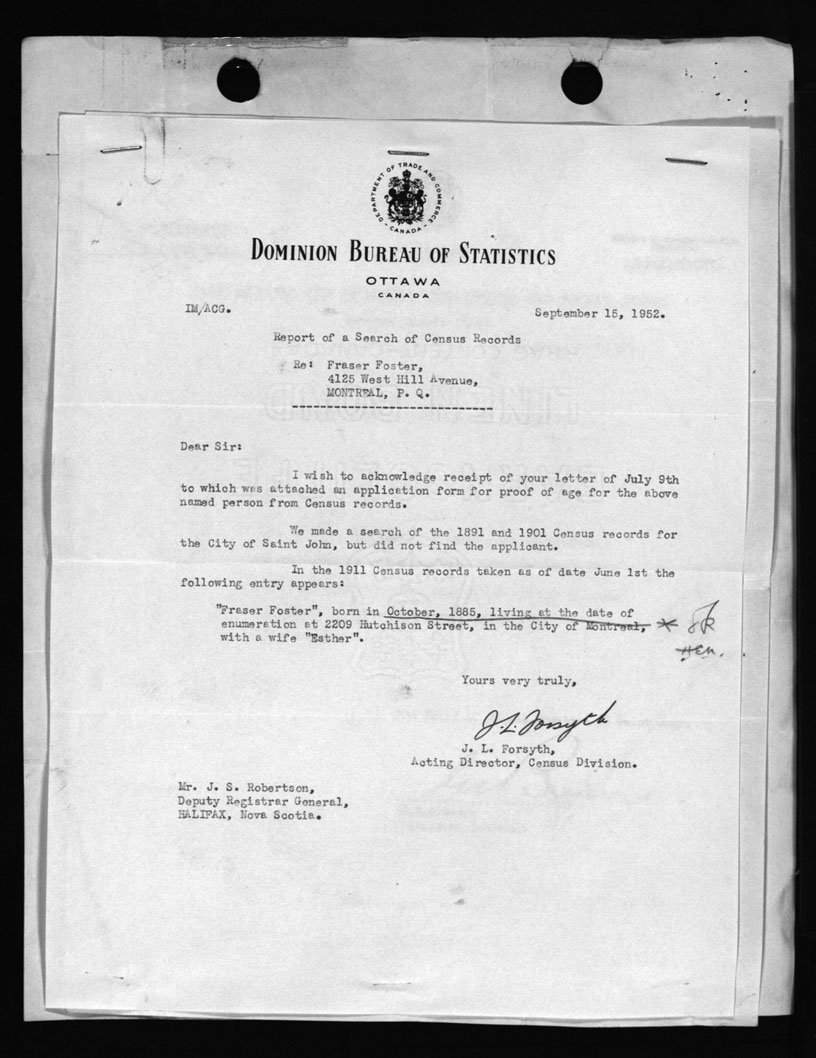 DEPARTMENT OF TRADE AND COMMERCE
- CANADA -
DOMINION BUREAU OF STATISTICS
OTTAWA
CANADA
IM/ACG.
September 15, 1952.
Report of a Search of Census Records
Re: Fraser Foster,
4125 West Hill Avenue,
MONTREAL, P. Q.
Dear Sir:
I wish to acknowledge receipt of your letter of July 9th
to which was attached an application form for proof of age for the above
named person from Census records.
We made a search of the 1891 and 1901 Census records for
the City of Saint John, but did not find the applicant.
In the 1911 Census records taken as of date June 1st the
following entry appears:
"Fraser Foster", born in October, 1885, living at the date of
enumeration at 2209 Hutchison Street, in the City of Montreal,
with a wife "Esther".
Yours very truly,
J. L. Forsyth
J. L. Forsyth,
Acting Director, Census Division.
Mr. J. S. Robertson,
Deputy Registrar General,
HALIFAX, Nova Scotia.